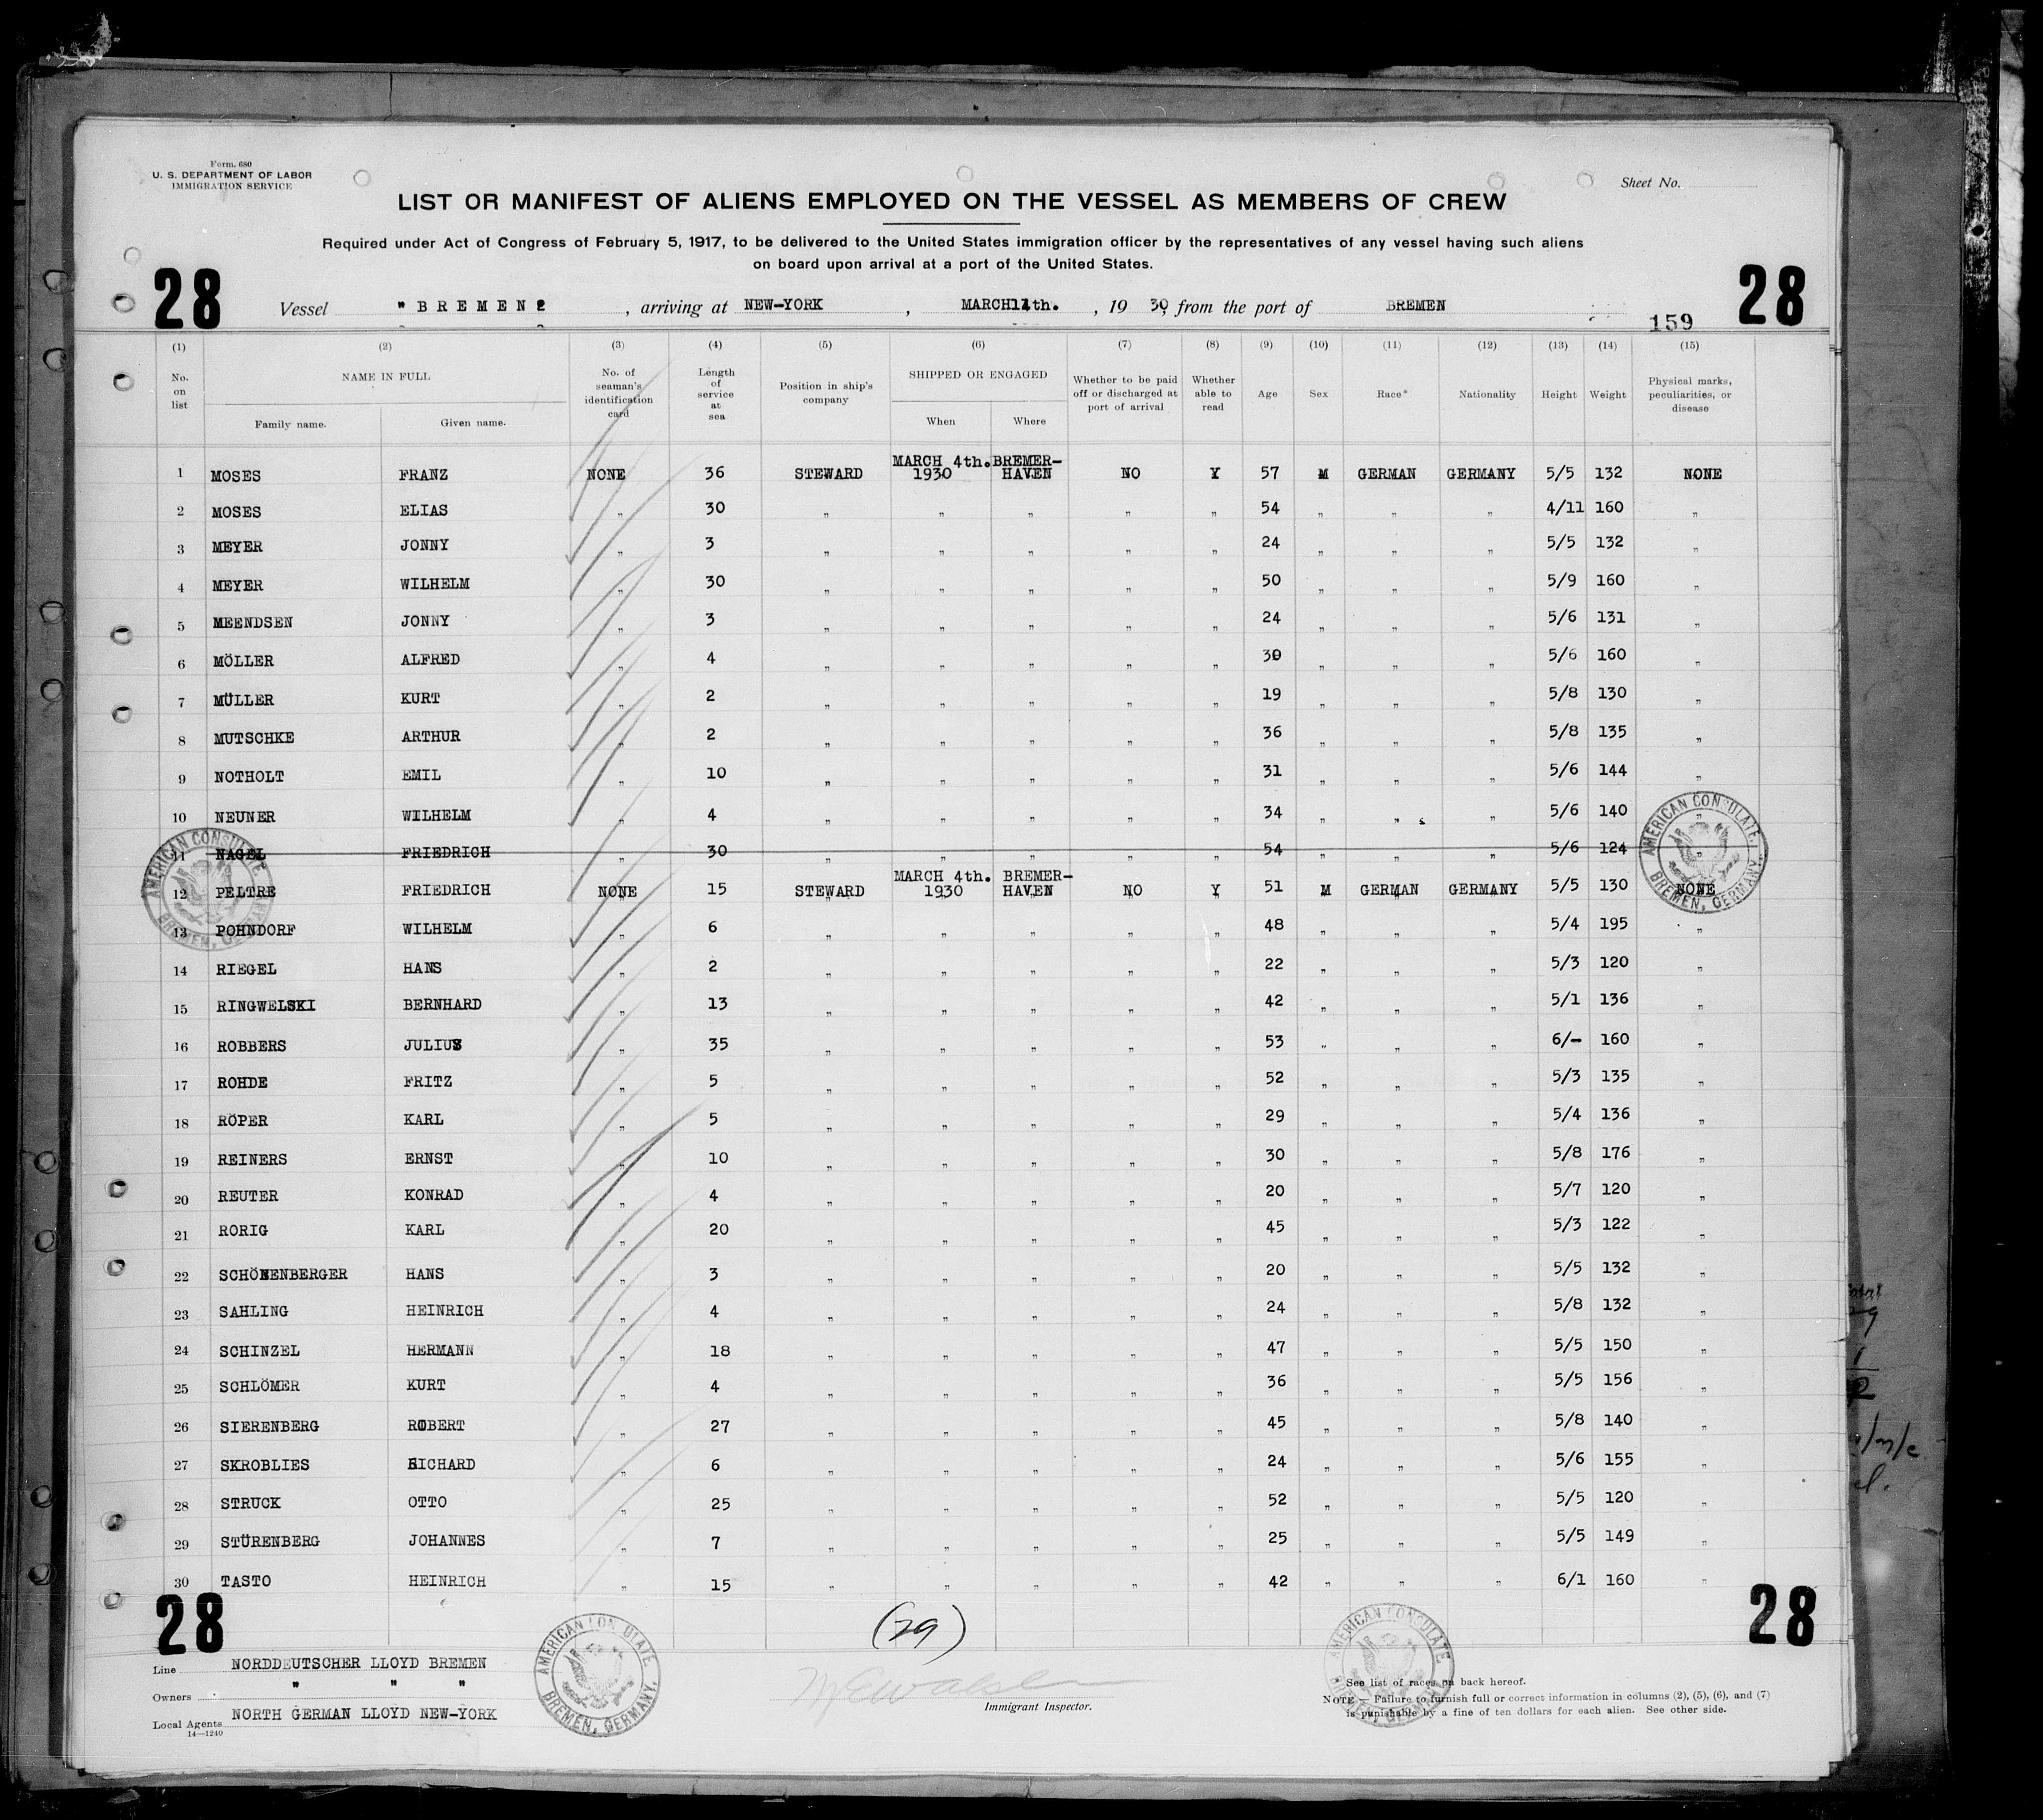 Form. 680
U. S. DEPARTMENT OF LABOR
IMMIGRATION SERVICE
Sheet No.
LIST OR MANIFEST OF ALIENS EMPLOYED ON THE VESSEL AS MEMBERS OF CREW
Required under Act of Congress of February 5, 1917, to be delivered to the United States immigration officer by the representatives of any vessel having such aliens
on board upon arrival at a port of the United States.
28 28
Vessel "BREMEN" , arriving at NEW-YORK , MARCH 11th. , 19 30, from the port of BREMEN
159
(1) (2) (3) (4) (5) (6) (7) (8) (9) (10) (11) (12) (13) (14) (15)
No. on list NAME IN FULL Family name. Given name. No. of seaman's identification card Length of service at sea Position in ship's company SHIPPED OR ENGAGED When Where Whether to be paid off or discharged at port of arrival Whether able to read Age Sex Race* Nationality Height Weight Physical marks, peculiarities, or disease
1 MOSES FRANZ NONE 36 STEWARD MARCH 4th. 1930 BREMER-HAVEN NO Y 57 M GERMAN GERMANY 5/5 132 NONE
2 MOSES ELIAS " 30 " " " " " 54 " " " 4/11 160 "
3 MEYER JONNY " 3 " " " " " 24 " " " 5/5 132 "
4 MEYER WILHELM " 30 " " " " " 50 " " " 5/9 160 "
5 MEENDSEN JONNY " 3 " " " " " 24 " " " 5/6 131 "
6 MÖLLER ALFRED " 4 " " " " " 30 " " " 5/6 160 "
7 MÜLLER KURT " 2 " " " " " 19 " " " 5/8 130 "
8 MUTSCHKE ARTHUR " 2 " " " " " 36 " " " 5/8 135 "
9 NOTHOLT EMIL " 10 " " " " " 31 " " " 5/6 144 "
10 NEUNER WILHELM " 4 " " " " " 34 " " " 5/6 140 "
11 NAGEL FRIEDRICH " 30 " " " " " 54 " " " 5/6 124 "
12 PELTRE FRIEDRICH NONE 15 STEWARD MARCH 4th. 1930 BREMER-HAVEN NO Y 51 M GERMAN GERMANY 5/5 130 NONE
13 POHNDORF WILHELM " 6 " " " " " 48 " " " 5/4 195 "
14 RIEGEL HANS " 2 " " " " " 22 " " " 5/3 120 "
15 RINGWELSKI BERNHARD " 13 " " " " " 42 " " " 5/1 136 "
16 ROBBERS JULIUS " 35 " " " " " 53 " " " 6/- 160 "
17 ROHDE FRITZ " 5 " " " " " 52 " " " 5/3 135 "
18 RÖPER KARL " 5 " " " " " 29 " " " 5/4 136 "
19 REINERS ERNST " 10 " " " " " 30 " " " 5/8 176 "
20 REUTER KONRAD " 4 " " " " " 20 " " " 5/7 120 "
21 RORIG KARL " 20 " " " " " 45 " " " 5/3 122 "
22 SCHÖNENBERGER HANS " 3 " " " " " 20 " " " 5/5 132 "
23 SAHLING HEINRICH " 4 " " " " " 24 " " " 5/8 132 "
24 SCHINZEL HERMANN " 18 " " " " " 47 " " " 5/5 150 "
25 SCHLÖMER KURT " 4 " " " " " 36 " " " 5/5 156 "
26 SIERENBERG ROBERT " 27 " " " " " 45 " " " 5/8 140 "
27 SKROBLIES RICHARD " 6 " " " " " 24 " " " 5/6 155 "
28 STRUCK OTTO " 25 " " " " " 52 " " " 5/5 120 "
29 STÜRENBERG JOHANNES " 7 " " " " " 25 " " " 5/5 149 "
30 TASTO HEINRICH " 15 " " " " " 42 " " " 6/1 160 "
AMERICAN CONSULATE, BREMEN, GERMANY.
AMERICAN CONSULATE, BREMEN, GERMANY.
28 (29) 28
Line NORDDEUTSCHER LLOYD BREMEN
Owners " " "
Local Agents NORTH GERMAN LLOYD NEW-YORK
14—1240
AMERICAN CONSULATE, BREMEN, GERMANY.
Immigrant Inspector.
AMERICAN CONSULATE BREMEN, GERMANY.
See list of races on back hereof.
NOTE.—Failure to furnish full or correct information in columns (2), (5), (6), and (7)
is punishable by a fine of ten dollars for each alien. See other side.